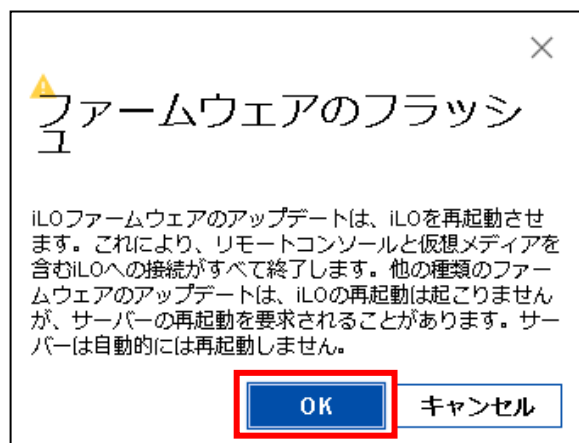 ファームウェアのフラッシ
ュ
iLOファームウェアのアップデートは、iLOを再起動させ
ます。これにより、リモートコンソールと仮想メディアを
含むiLOへの接続がすべて終了します。他の種類のファー
ムウェアのアップデートは、iLOの再起動は起こりません
が、サーバーの再起動を要求されることがあります。サー
バーは自動的には再起動しません。
OK キャンセル